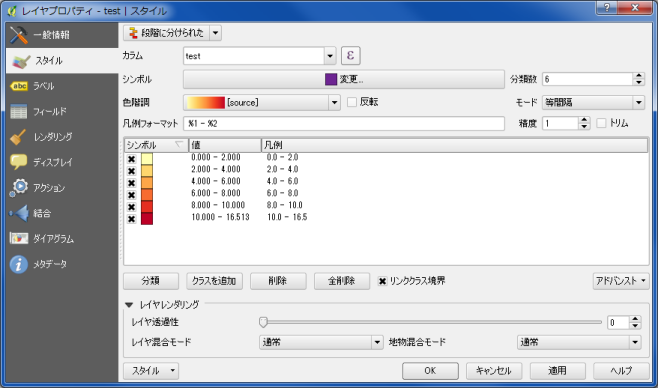 レイヤプロパティ - test | スタイル
一般情報
スタイル
ラベル
フィールド
レンダリング
ディスプレイ
アクション
結合
ダイアグラム
メタデータ
段階に分けられた
カラム test ε
シンボル 変更... 分類数 6
色階調 [source] 反転 モード 等間隔
凡例フォーマット %1 - %2 精度 1 トリム
シンボル 値 凡例
0.000 - 2.000 0.0 - 2.0
2.000 - 4.000 2.0 - 4.0
4.000 - 6.000 4.0 - 6.0
6.000 - 8.000 6.0 - 8.0
8.000 - 10.000 8.0 - 10.0
10.000 - 16.513 10.0 - 16.5
分類 クラスを追加 削除 全削除 リンククラス境界 アドバンスト
レイヤレンダリング
レイヤ透過性 0
レイヤ混合モード 通常 地物混合モード 通常
スタイル OK キャンセル 適用 ヘルプ